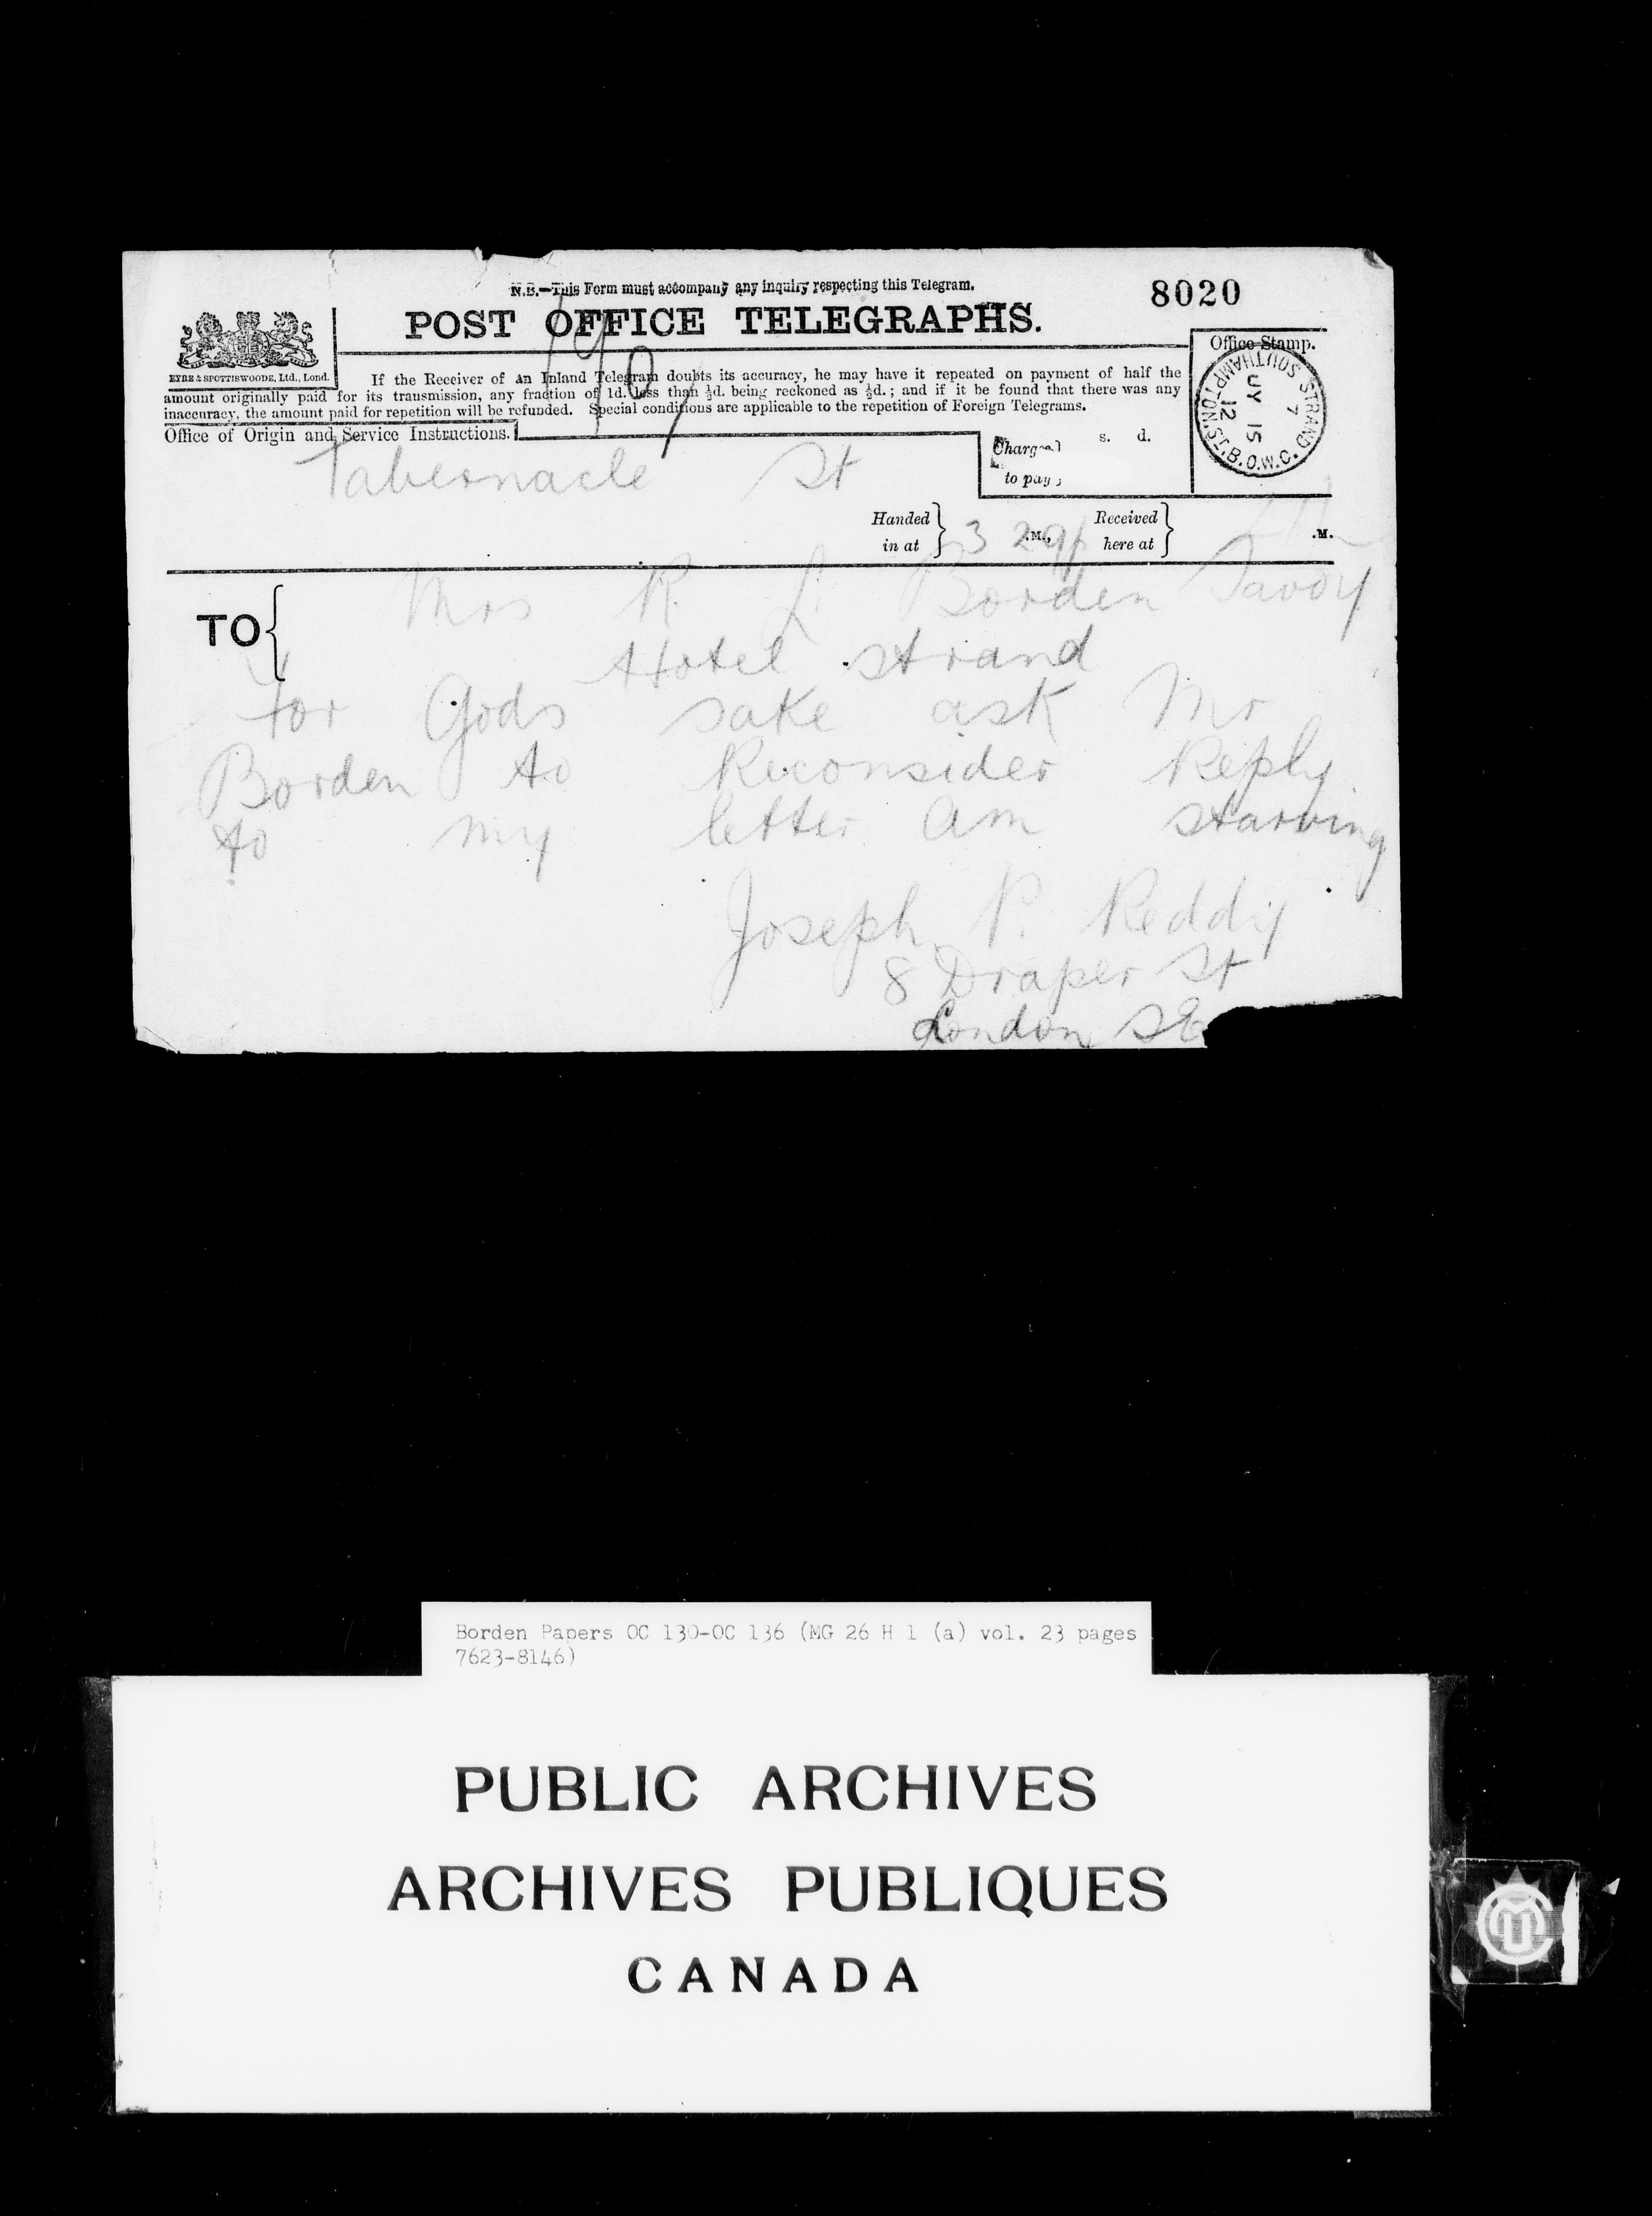 N.B.—This Form must accompany any inquiry respecting this Telegram.
8020
POST OFFICE TELEGRAPHS.
Office Stamp.
EYRE & SPOTTISWOODE, Ltd., Lond.
If the Receiver of an Inland Telegram doubts its accuracy, he may have it repeated on payment of half the
amount originally paid for its transmission, any fraction of 1d. less than ½d. being reckoned as ½d.; and if it be found that there was any
inaccuracy, the amount paid for repetition will be refunded. Special conditions are applicable to the repetition of Foreign Telegrams.
SOUTHAMPTON ST STRAND
7
JY 15
12
B.O.W.C.
Office of Origin and Service Instructions.
Charge
to pay
s. d.
Tabernacle St
Handed in at
3 29p
.M.,
Received here at
.M.
TO
Mrs R. L. Borden Savoy
Hotel strand
for Gods sake ask Mr
Borden to Reconsider Reply
to my letter am starving
Joseph P. Reddy
8 Draper St
London SE
Borden Papers OC 130-OC 136 (MG 26 H 1 (a) vol. 23 pages
7623-8146)
PUBLIC ARCHIVES
ARCHIVES PUBLIQUES
CANADA